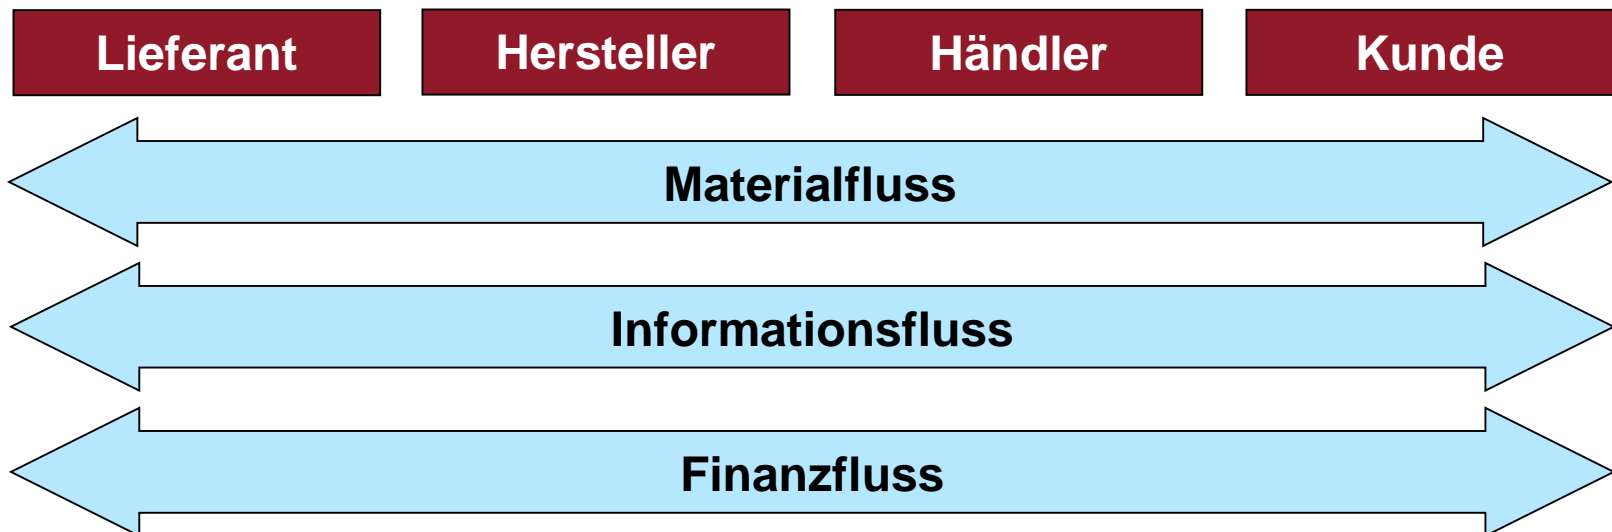 Lieferant Hersteller Händler Kunde
Materialfluss
Informationsfluss
Finanzfluss